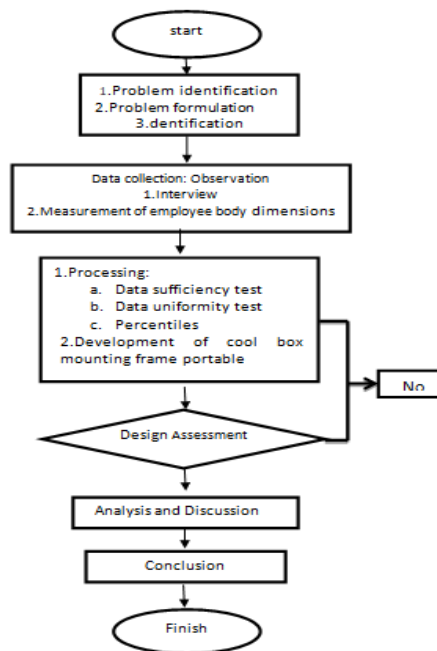 start
1.Problem identification
2.Problem formulation
3.dentification
Data collection: Observation
1.Interview
2.Measurement of employee body dimensions
1.Processing:
a. Data sufficiency test
b. Data uniformity test
c. Percentiles
2.Development of cool box
mounting frame portable
No
Design Assessment
Analysis and Discussion
Conclusion
Finish